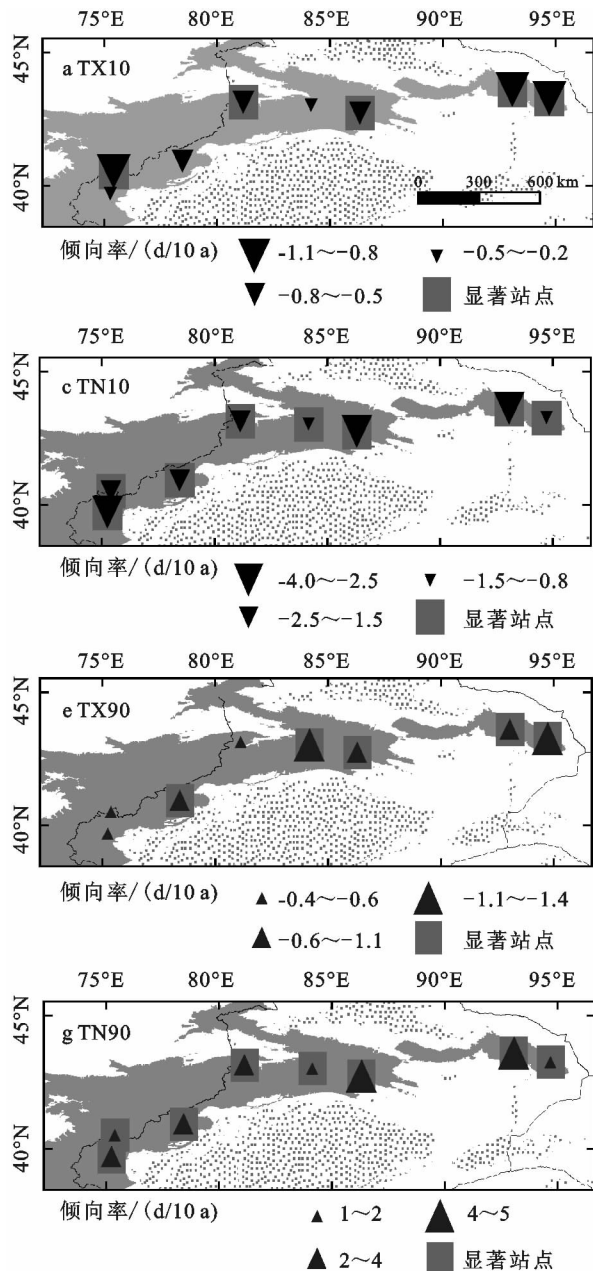 75°E 80°E 85°E 90°E 95°E
45°N
a TX10
40°N
0 300 600 km
倾向率/(d/10 a) -1.1～-0.8 -0.5～-0.2
-0.8～-0.5 显著站点
75°E 80°E 85°E 90°E 95°E
45°N
c TN10
40°N
倾向率/(d/10 a) -4.0～-2.5 -1.5～-0.8
-2.5～-1.5 显著站点
75°E 80°E 85°E 90°E 95°E
45°N
e TX90
40°N
倾向率/(d/10 a) -0.4～-0.6 -1.1～-1.4
-0.6～-1.1 显著站点
75°E 80°E 85°E 90°E 95°E
45°N
g TN90
40°N
倾向率/(d/10 a) 1～2 4～5
2～4 显著站点